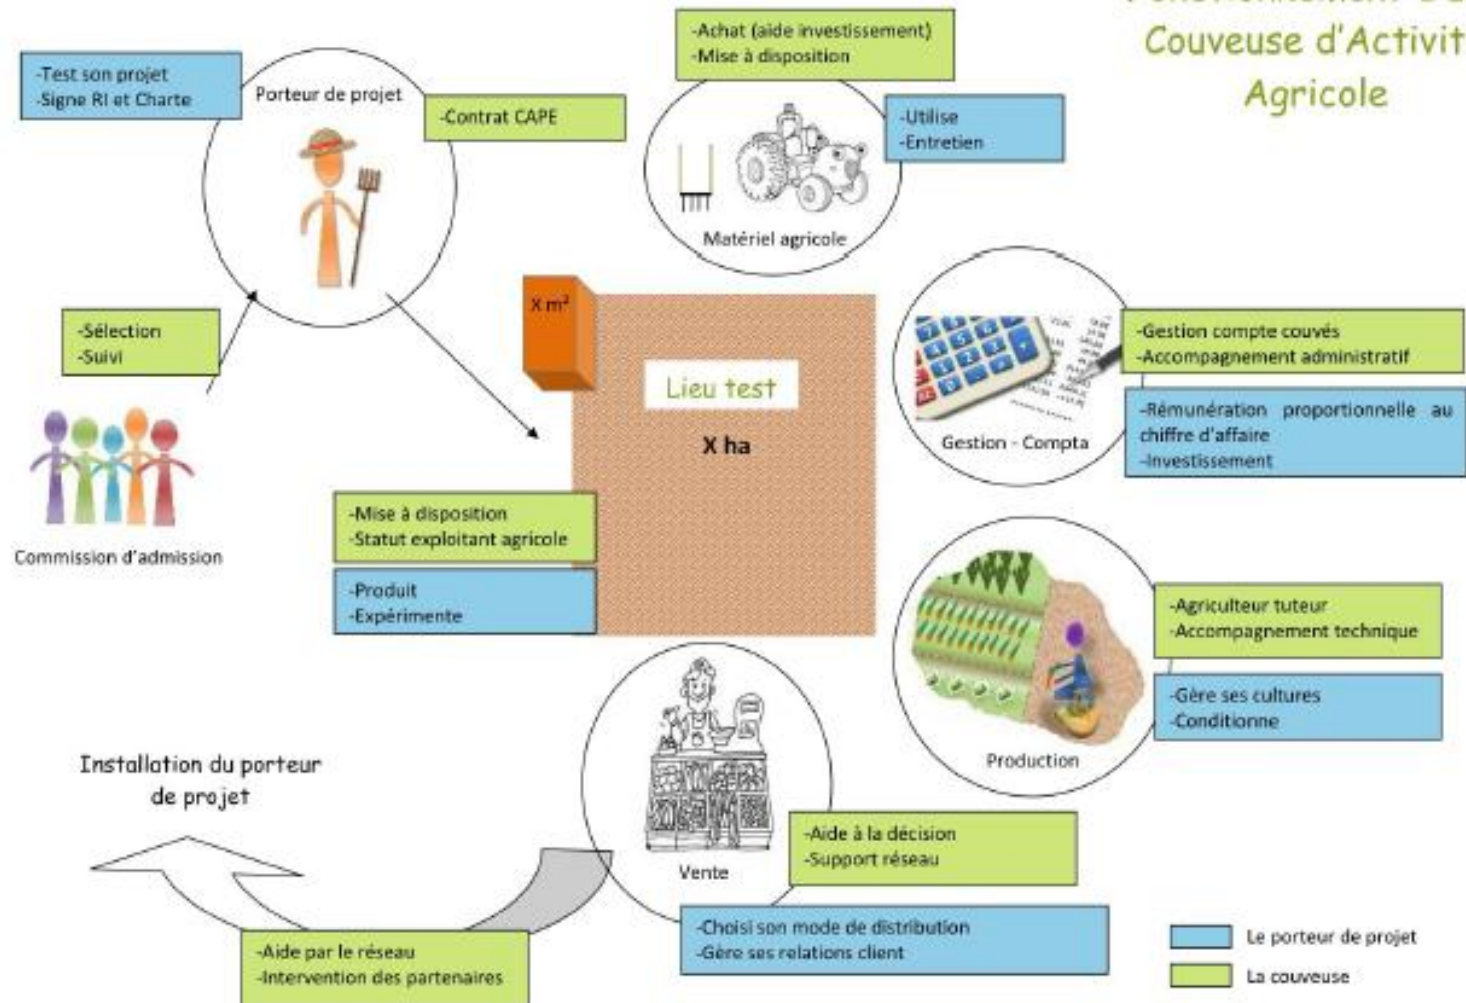 Couveuse d'Activit
Agricole
-Test son projet
-Signe RI et Charte
Porteur de projet
-Contrat CAPE
-Achat (aide investissement)
-Mise à disposition
-Utilise
-Entretien
Matériel agricole
-Sélection
-Suivi
Commission d'admission
X m²
Lieu test
X ha
-Mise à disposition
-Statut exploitant agricole
-Produit
-Expérimente
-Gestion compte couvés
-Accompagnement administratif
-Rémunération proportionnelle au
chiffre d'affaire
-Investissement
Gestion - Compta
-Agriculteur tuteur
-Accompagnement technique
-Gère ses cultures
-Conditionne
Production
Installation du porteur
de projet
Vente
-Aide à la décision
-Support réseau
-Choisi son mode de distribution
-Gère ses relations client
-Aide par le réseau
-Intervention des partenaires
Le porteur de projet
La couveuse